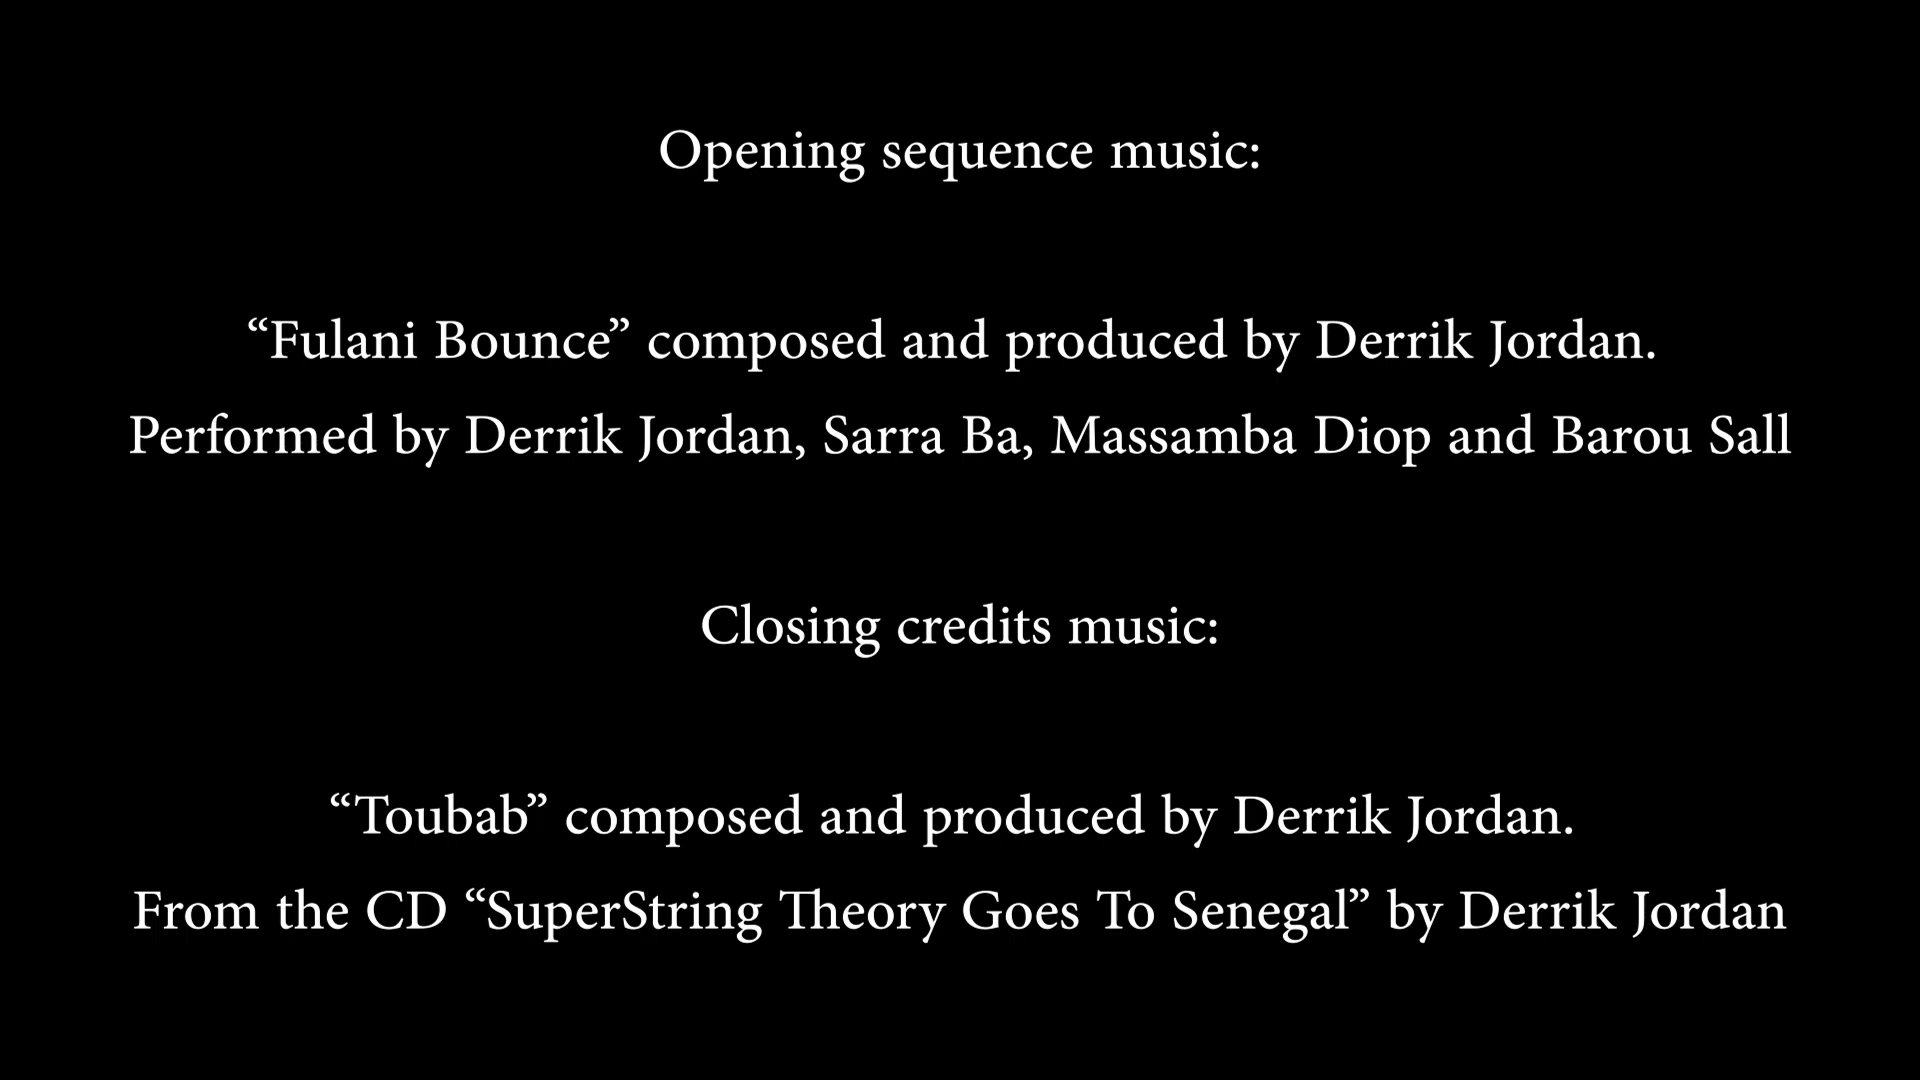 Opening sequence music:
“Fulani Bounce” composed and produced by Derrik Jordan.
Performed by Derrik Jordan, Sarra Ba, Massamba Diop and Barou Sall
Closing credits music:
“Toubab” composed and produced by Derrik Jordan.
From the CD “SuperString Theory Goes To Senegal” by Derrik Jordan